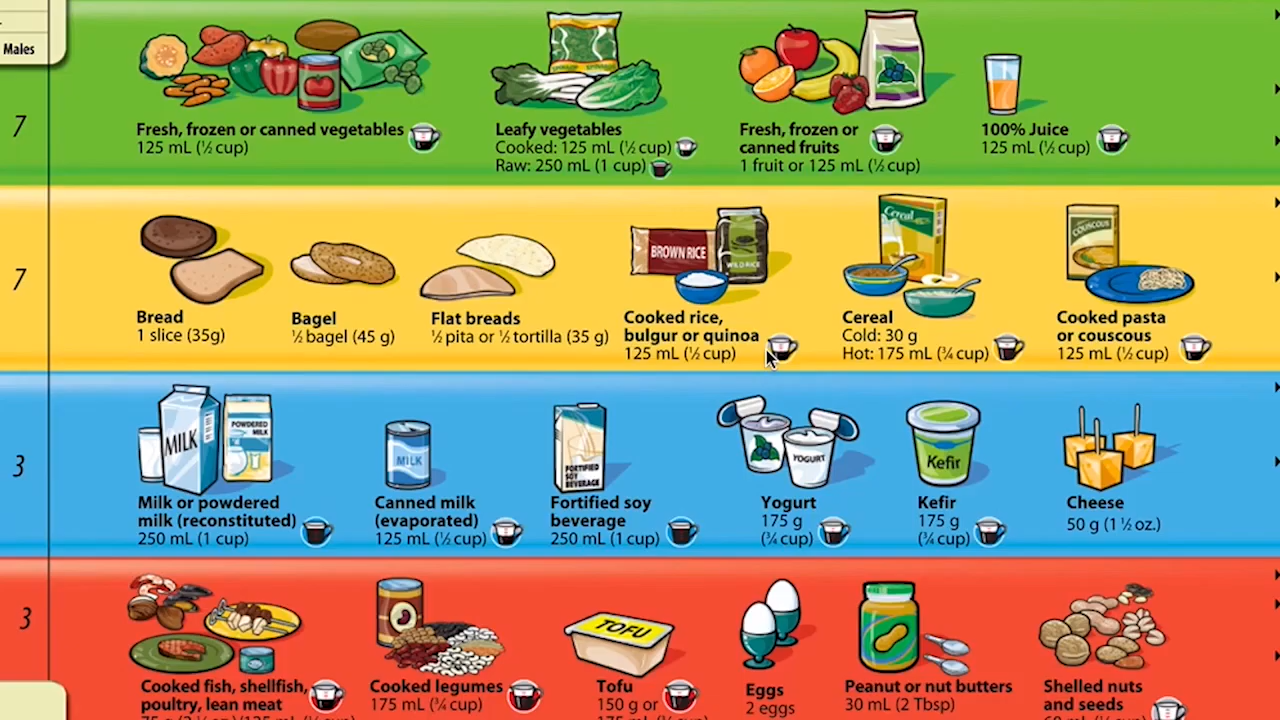 Males
7
Fresh, frozen or canned vegetables
125 mL (½ cup)
Leafy vegetables
Cooked: 125 mL (½ cup)
Raw: 250 mL (1 cup)
Fresh, frozen or
canned fruits
1 fruit or 125 mL (½ cup)
100% Juice
125 mL (½ cup)
7
BROWN RICE
WILD RICE
Cereal
COUSCOUS
Bread
1 slice (35g)
Bagel
½ bagel (45 g)
Flat breads
½ pita or ½ tortilla (35 g)
Cooked rice,
bulgur or quinoa
125 mL (½ cup)
Cereal
Cold: 30 g
Hot: 175 mL (¾ cup)
Cooked pasta
or couscous
125 mL (½ cup)
3
MILK
POWDERED
MILK
MILK
FORTIFIED
SOY
BEVERAGE
YOGURT
Kefir
Milk or powdered
milk (reconstituted)
250 mL (1 cup)
Canned milk
(evaporated)
125 mL (½ cup)
Fortified soy
beverage
250 mL (1 cup)
Yogurt
175 g
(¾ cup)
Kefir
175 g
(¾ cup)
Cheese
50 g (1 ½ oz.)
3
TOFU
Cooked fish, shellfish,
poultry, lean meat
Cooked legumes
175 mL (¾ cup)
Tofu
150 g or
Eggs
2 eggs
Peanut or nut butters
30 mL (2 Tbsp)
Shelled nuts
and seeds